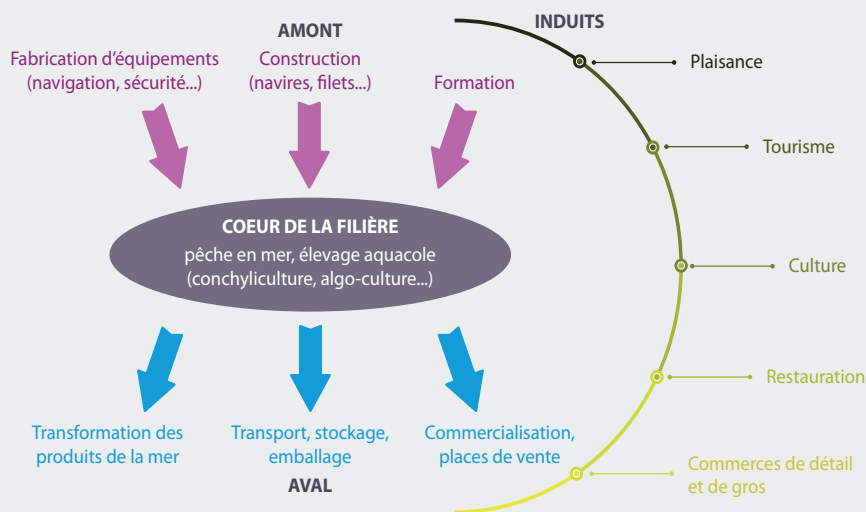 AMONT
Fabrication d'équipements
(navigation, sécurité...)
Construction
(navires, filets...)
Formation
COEUR DE LA FILIÈRE
pêche en mer, élevage aquacole
(conchyliculture, algo-culture...)
Transformation des
produits de la mer
Transport, stockage,
emballage
Commercialisation,
places de vente
AVAL
INDUITS
Plaisance
Tourisme
Culture
Restauration
Commerces de détail
et de gros